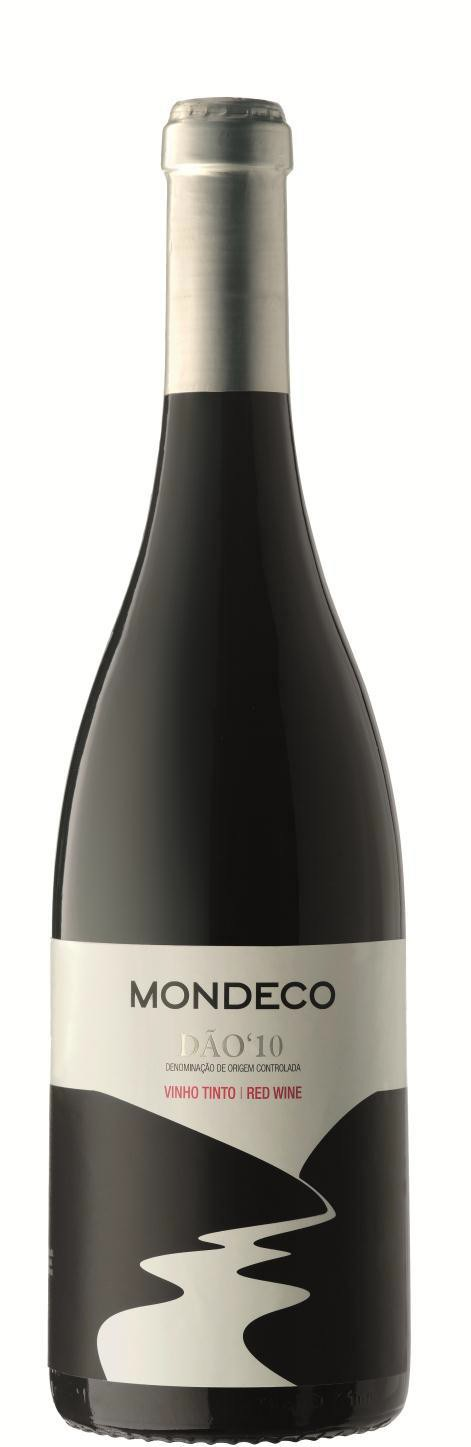 MONDECO
DÃO‘10
DENOMINAÇÃO DE ORIGEM CONTROLADA
VINHO TINTO | RED WINE